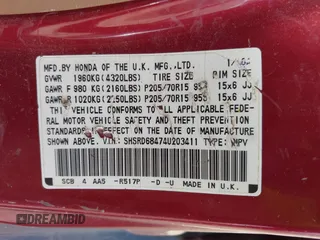 MFD.BY HONDA OF THE U.K. MFG.,LTD.
GVWR 1960KG(4320LBS) TIRE SIZE RIM SIZE
GAWR F 980 KG(2160LBS) P205/70R15 95S 15x6 JJ
GAWR R 1020KG(2250LBS) P205/70R15 95S 15x6 JJ
THIS VEHICLE CONFORMS TO ALL APPLICABLE FEDE-
RAL MOTOR VEHICLE SAFETY AND BUMPER
STANDARDS IN EFFECT ON THE DATE OF MANUFACTURE
SHOWN ABOVE. VIN: SHSRD68474U203411 TYPE: MPV
SCB 4 AA5 -R517P -D -U MADE IN U.K.
DREAMBID